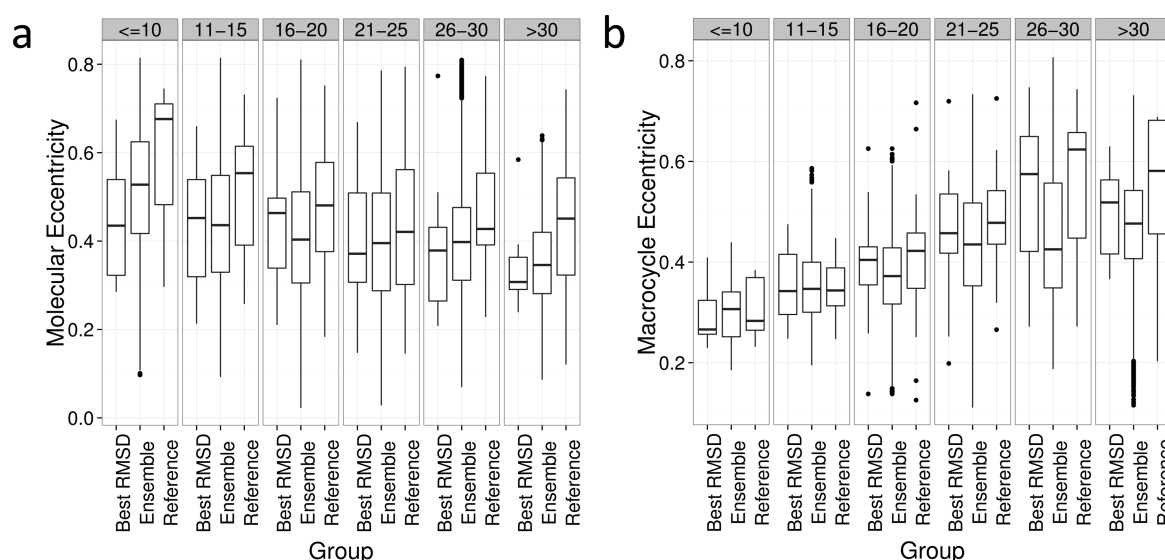 a
<=10 11−15 16−20 21−25 26−30 >30
Molecular Eccentricity
0.8
0.6
0.4
0.2
0.0
Best RMSD Ensemble Reference Best RMSD Ensemble Reference Best RMSD Ensemble Reference Best RMSD Ensemble Reference Best RMSD Ensemble Reference Best RMSD Ensemble Reference
Group
b
<=10 11−15 16−20 21−25 26−30 >30
Macrocycle Eccentricity
0.8
0.6
0.4
0.2
Best RMSD Ensemble Reference Best RMSD Ensemble Reference Best RMSD Ensemble Reference Best RMSD Ensemble Reference Best RMSD Ensemble Reference Best RMSD Ensemble Reference
Group